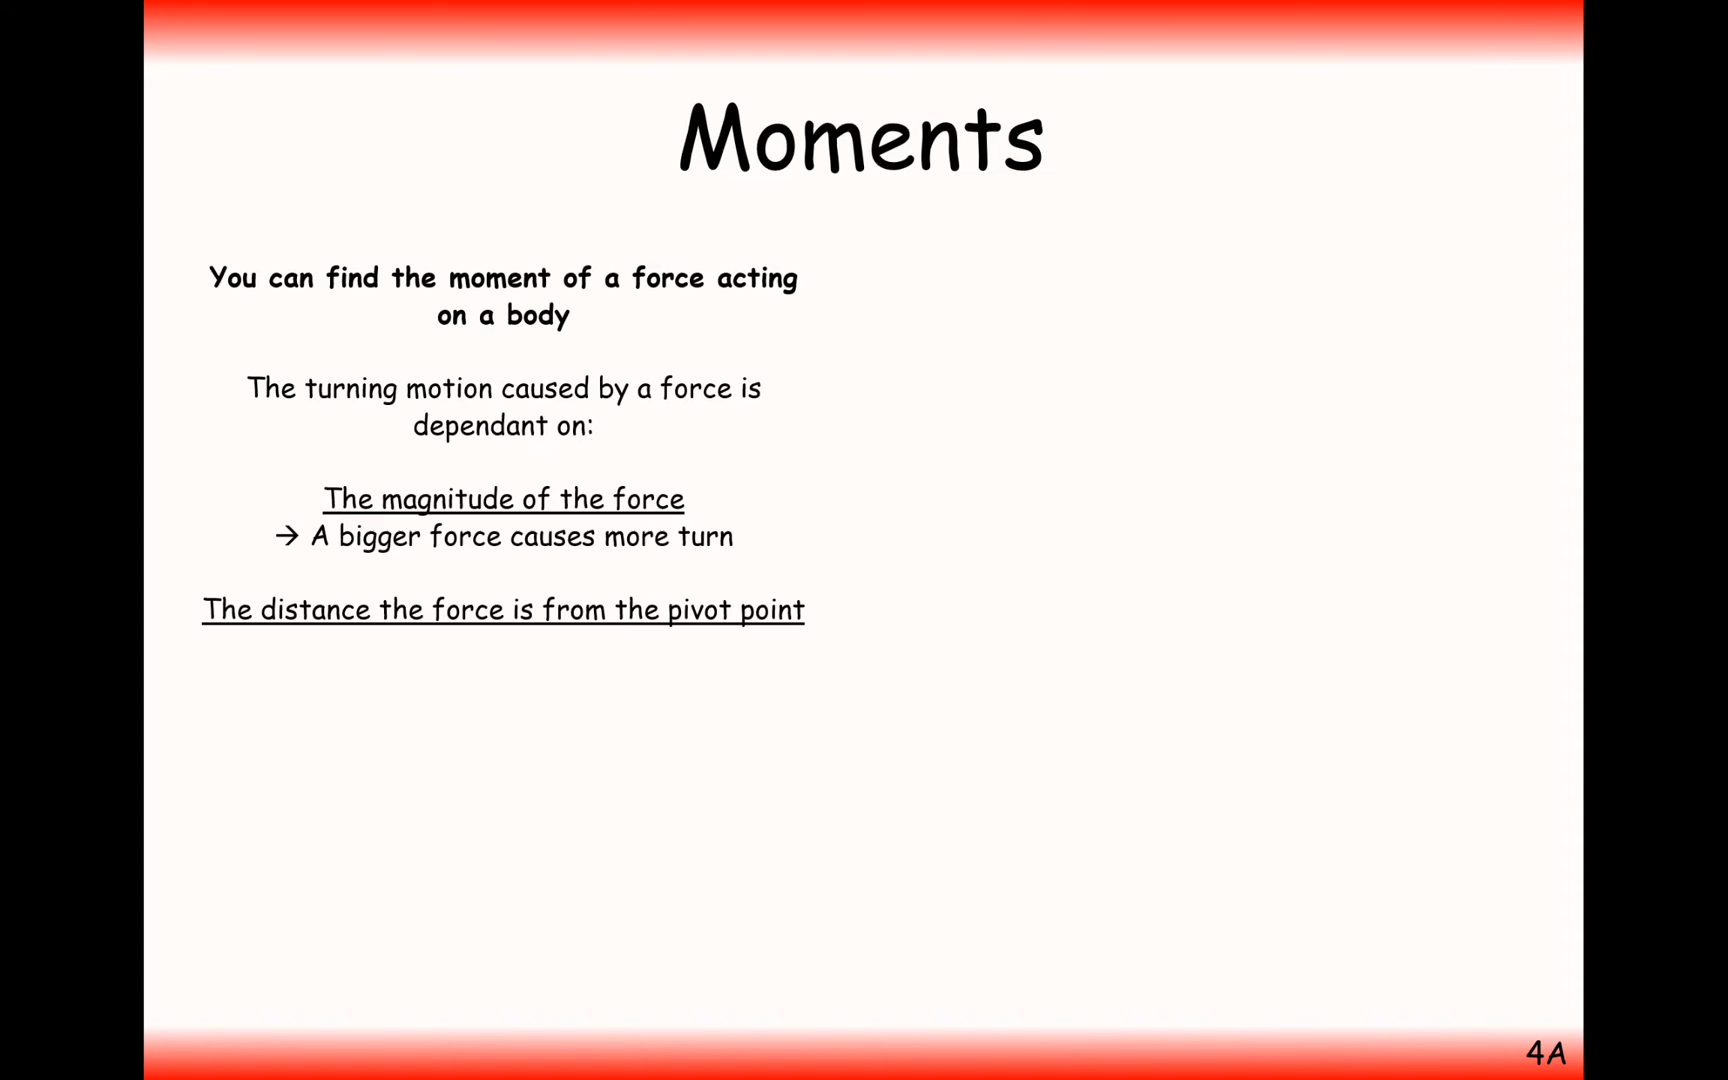 Moments
You can find the moment of a force acting
on a body
The turning motion caused by a force is
dependant on:
The magnitude of the force
→ A bigger force causes more turn
The distance the force is from the pivot point
4A